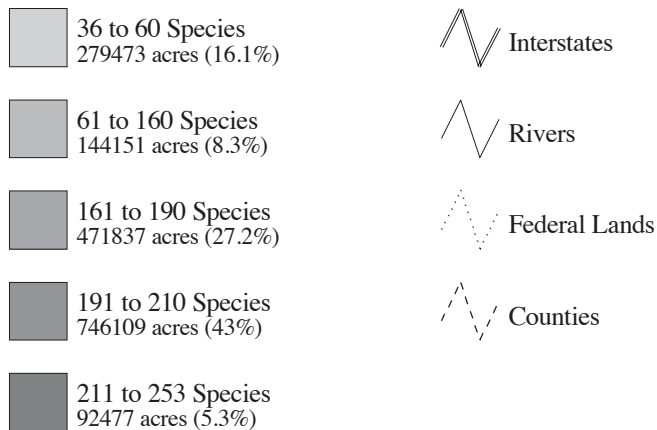 36 to 60 Species
279473 acres (16.1%)
61 to 160 Species
144151 acres (8.3%)
161 to 190 Species
471837 acres (27.2%)
191 to 210 Species
746109 acres (43%)
211 to 253 Species
92477 acres (5.3%)
Interstates
Rivers
Federal Lands
Counties